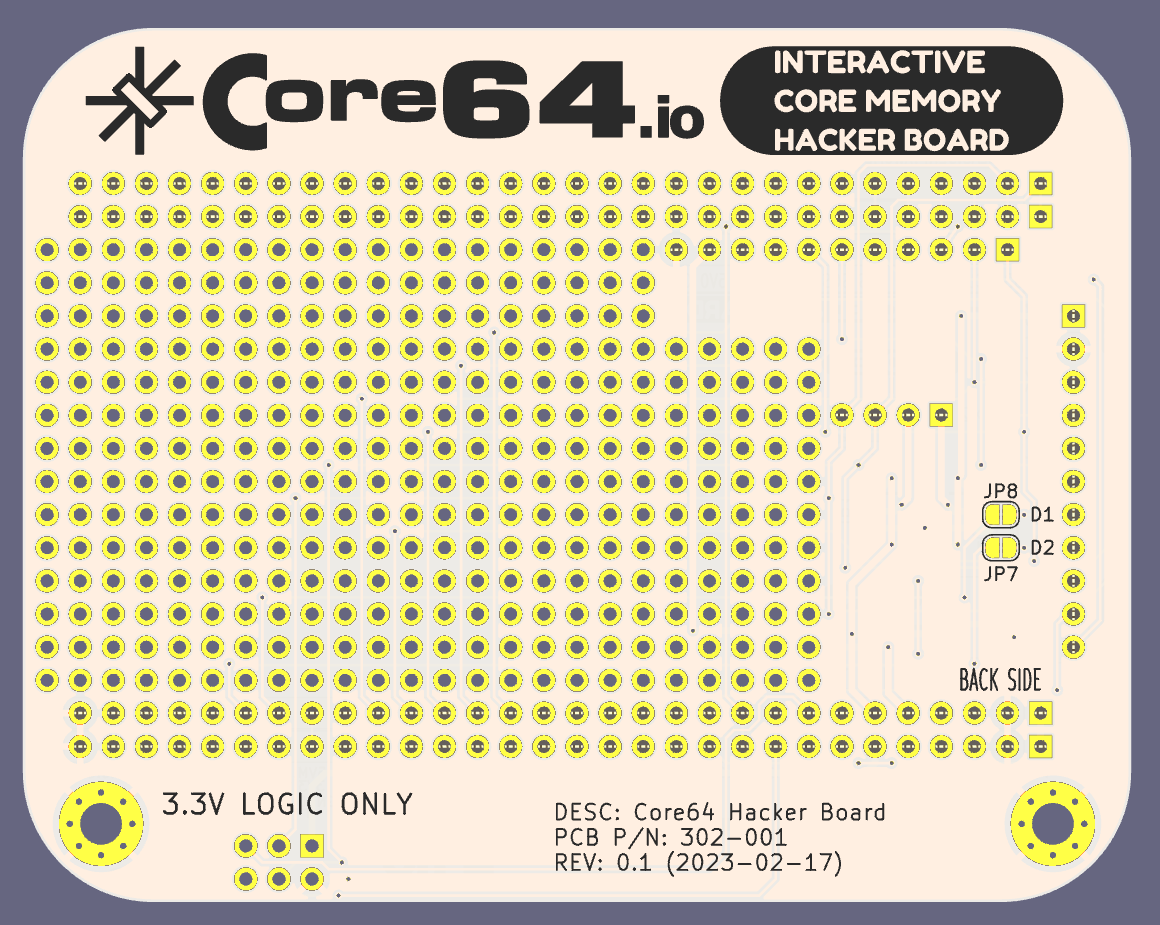 Core64.io
INTERACTIVE
CORE MEMORY
HACKER BOARD
JP8
D1
D2
JP7
BACK SIDE
3.3V LOGIC ONLY
DESC: Core64 Hacker Board
PCB P/N: 302-001
REV: 0.1 (2023-02-17)